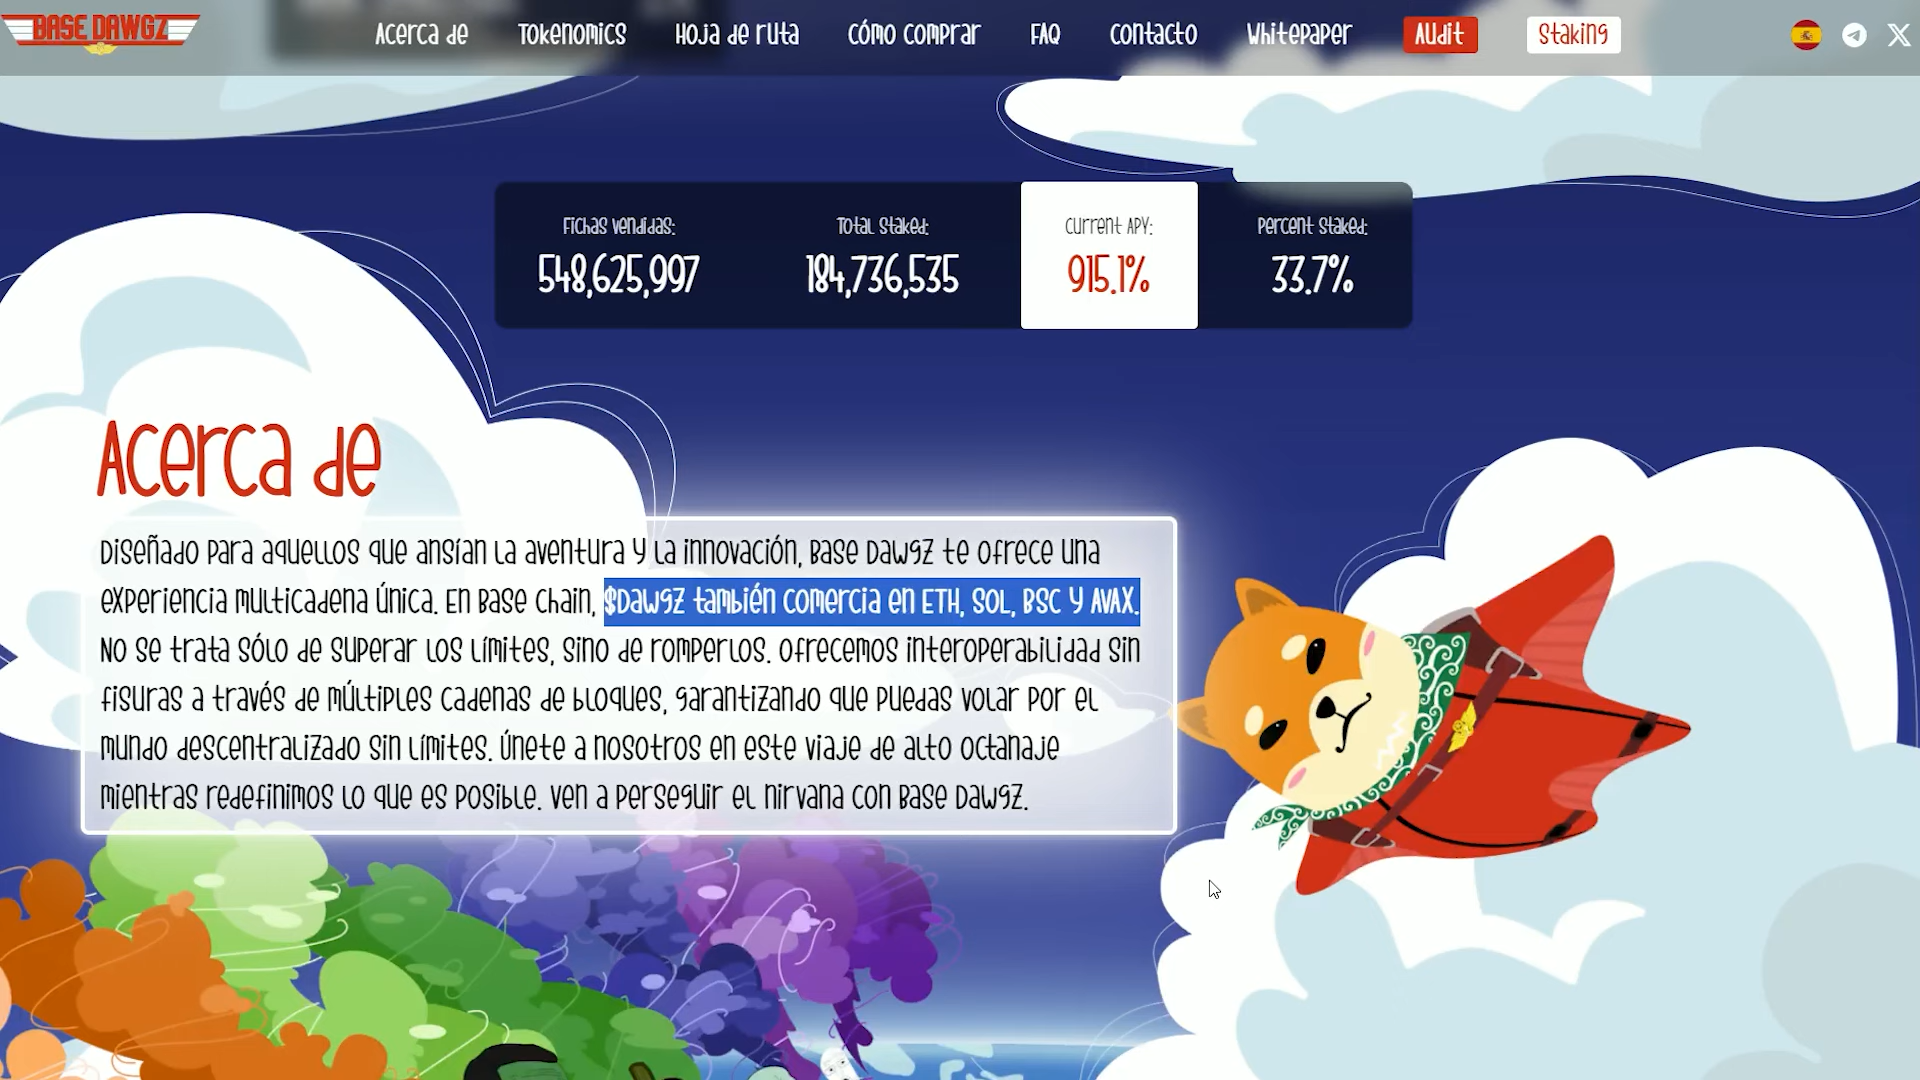 BASE DAWGZ
Acerca de
Tokenomics
Hoja de ruta
Cómo comprar
FAQ
Contacto
Whitepaper
Audit
Staking
Fichas vendidas:
548,625,997
Total Staked:
184,736,535
Current APY:
915.1%
Percent Staked:
33.7%
Acerca de
Diseñado para aquellos que ansían la aventura y la innovación, Base Dawgz te ofrece una
experiencia multicadena única. En Base Chain, $Dawgz también comercia en ETH, SOL, BSC y AVAX.
No se trata sólo de superar los límites, sino de romperlos. Ofrecemos interoperabilidad sin
fisuras a través de múltiples cadenas de bloques, garantizando que puedas volar por el
mundo descentralizado sin límites. Únete a nosotros en este viaje de alto octanaje
mientras redefinimos lo que es posible. Ven a perseguir el nirvana con Base Dawgz.